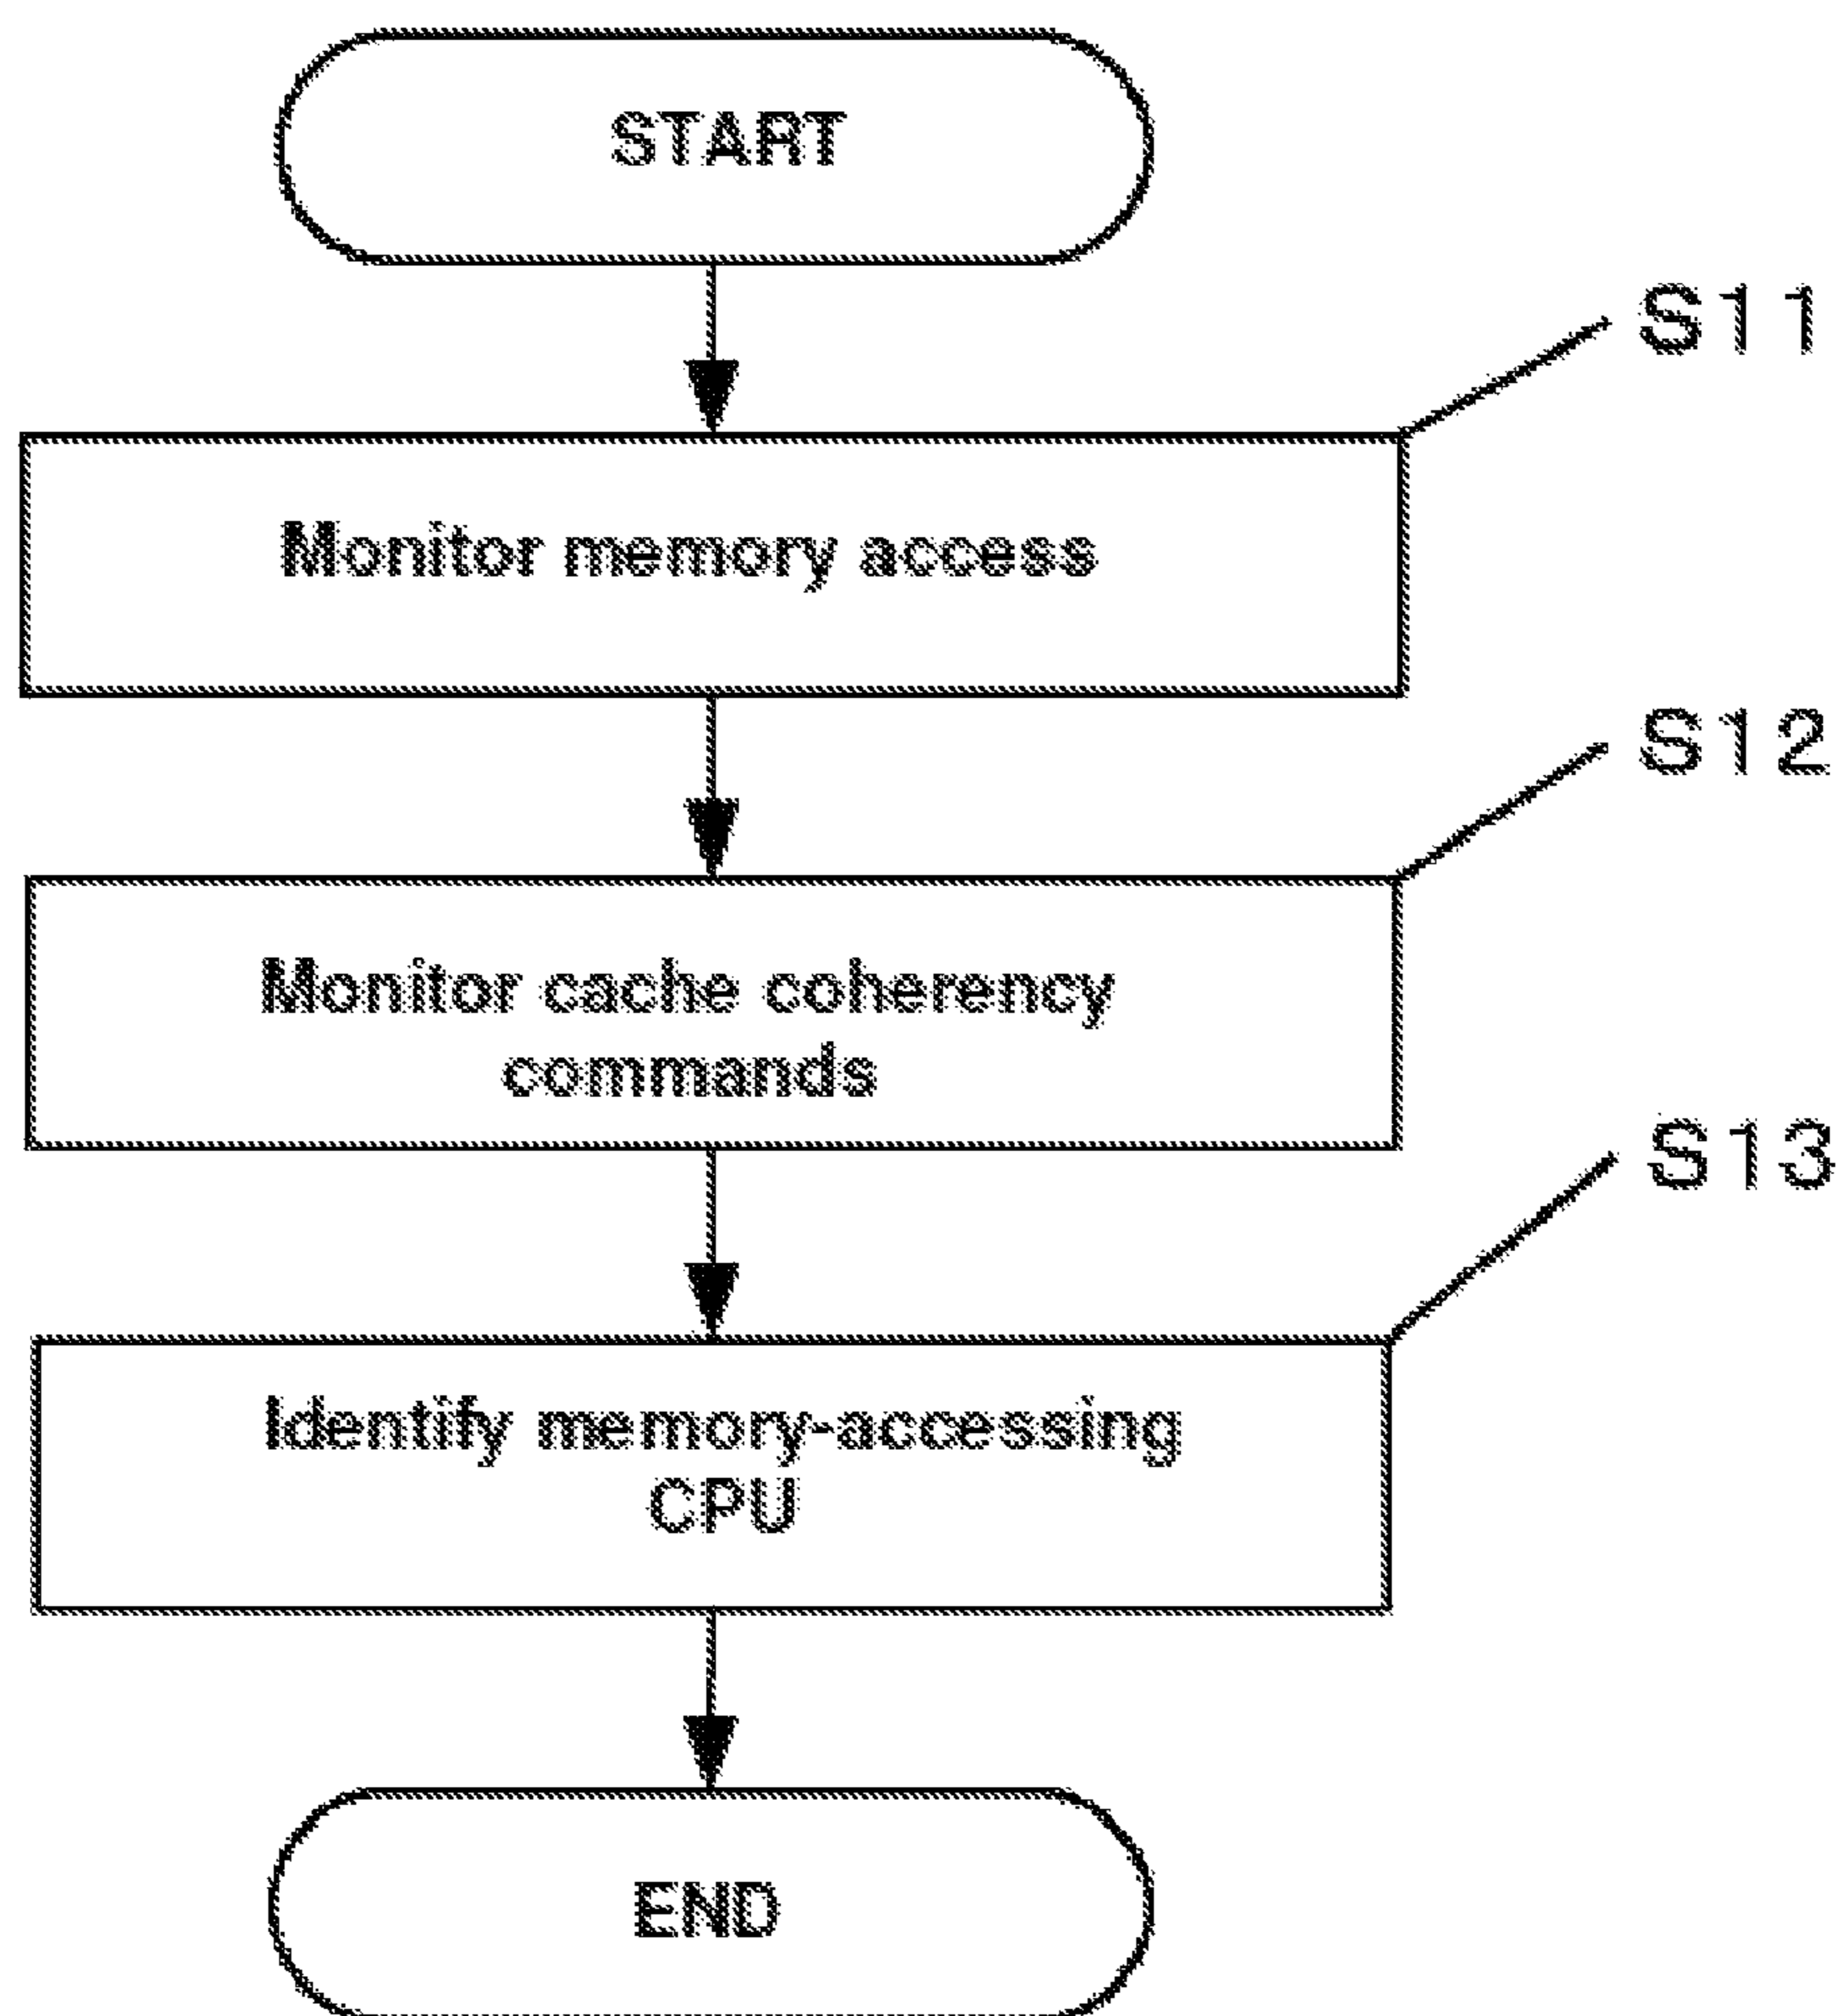 START
S11
Monitor memory access
S12
Monitor cache coherency
commands
S13
Identify memory-accessing
CPU
END